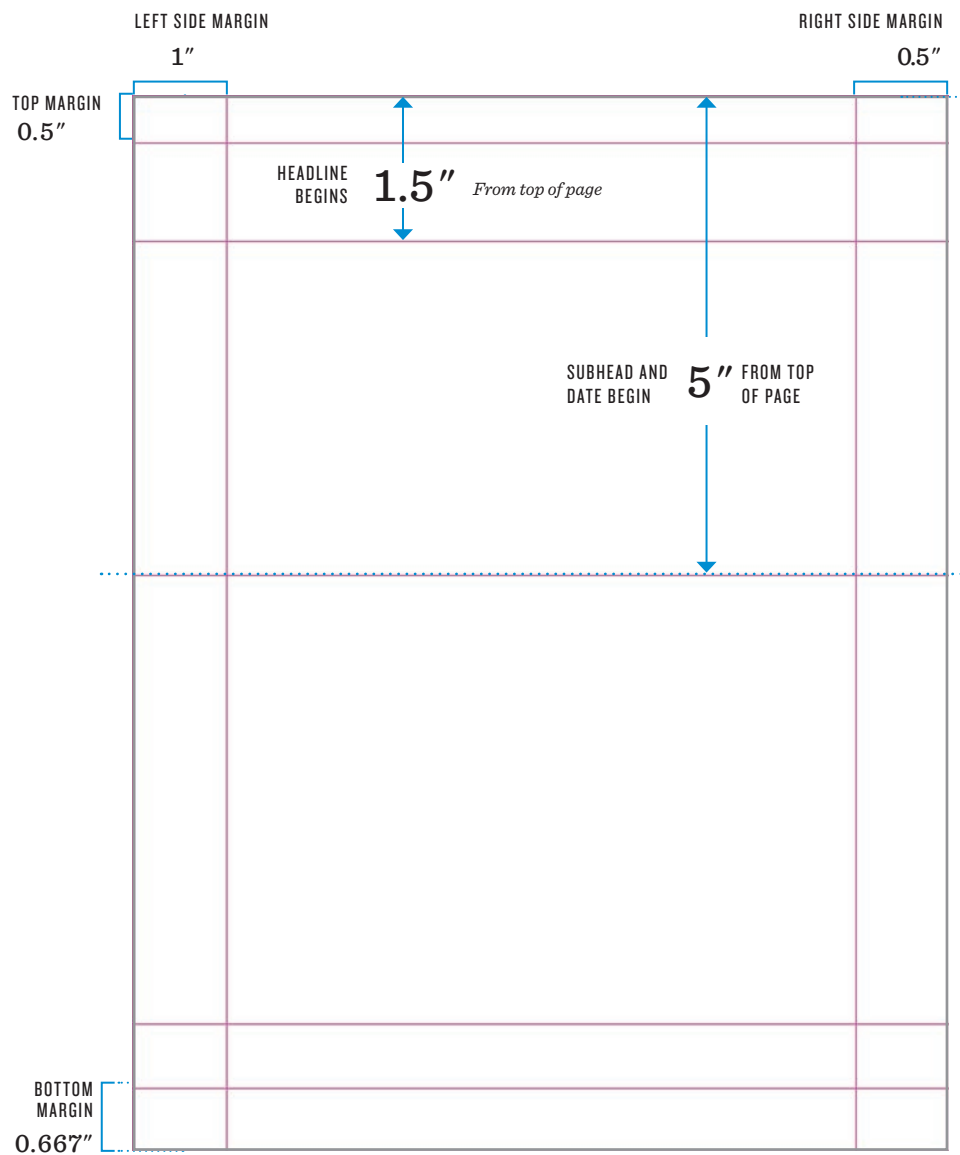 LEFT SIDE MARGIN
1″
RIGHT SIDE MARGIN
0.5″
TOP MARGIN
0.5″
HEADLINE
BEGINS
1.5″
From top of page
SUBHEAD AND
DATE BEGIN
5″
FROM TOP
OF PAGE
BOTTOM
MARGIN
0.667″